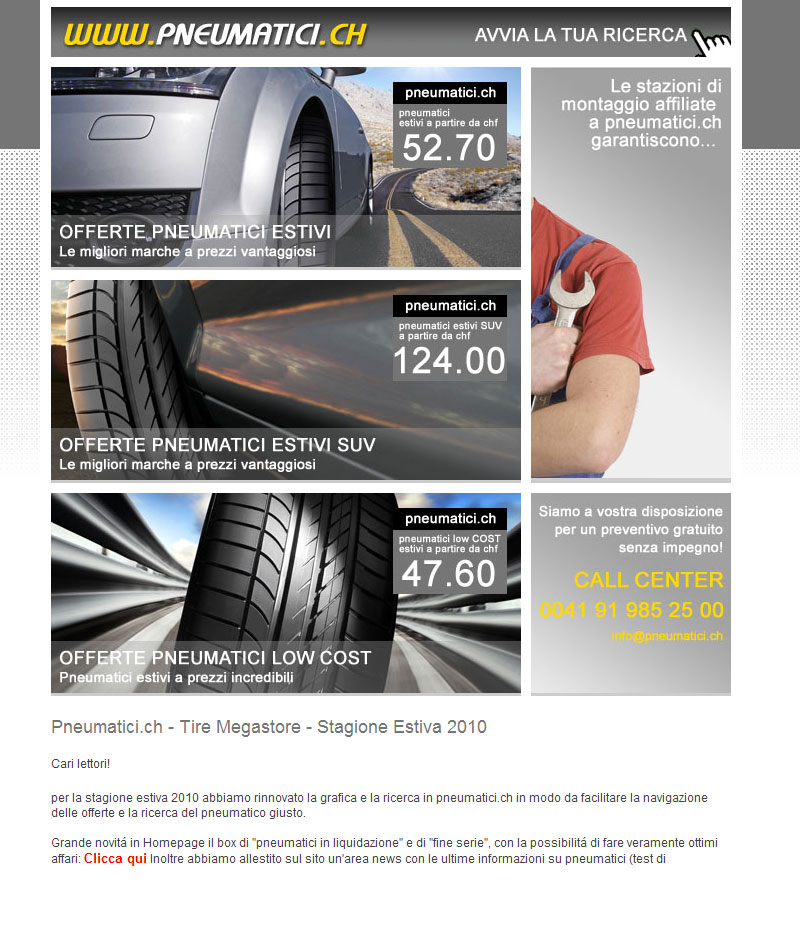 WWW.PNEUMATICI.CH
AVVIA LA TUA RICERCA
pneumatici.ch
pneumatici
estivi a partire da chf
52.70
OFFERTE PNEUMATICI ESTIVI
Le migliori marche a prezzi vantaggiosi
Le stazioni di
montaggio affiliate
a pneumatici.ch
garantiscono...
pneumatici.ch
pneumatici estivi SUV
a partire da chf
124.00
OFFERTE PNEUMATICI ESTIVI SUV
Le migliori marche a prezzi vantaggiosi
pneumatici.ch
pneumatici low COST
estivi a partire da chf
47.60
OFFERTE PNEUMATICI LOW COST
Pneumatici estivi a prezzi incredibili
Siamo a vostra disposizione
per un preventivo gratuito
senza impegno!
CALL CENTER
0041 91 985 25 00
info@pneumatici.ch
Pneumatici.ch - Tire Megastore - Stagione Estiva 2010
Cari lettori!
per la stagione estiva 2010 abbiamo rinnovato la grafica e la ricerca in pneumatici.ch in modo da facilitare la navigazione
delle offerte e la ricerca del pneumatico giusto.
Grande novitá in Homepage il box di "pneumatici in liquidazione" e di "fine serie", con la possibilitá di fare veramente ottimi
affari: Clicca qui Inoltre abbiamo allestito sul sito un'area news con le ultime informazioni su pneumatici (test di